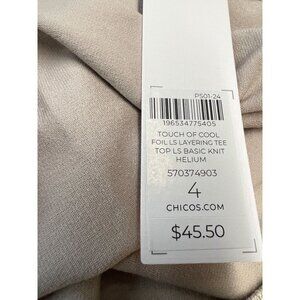 PS01-24
196534775405
TOUCH OF COOL
FOIL LS LAYERING TEE
TOP LS BASIC KNIT
HELIUM
570374903
4
CHICOS.COM
$45.50